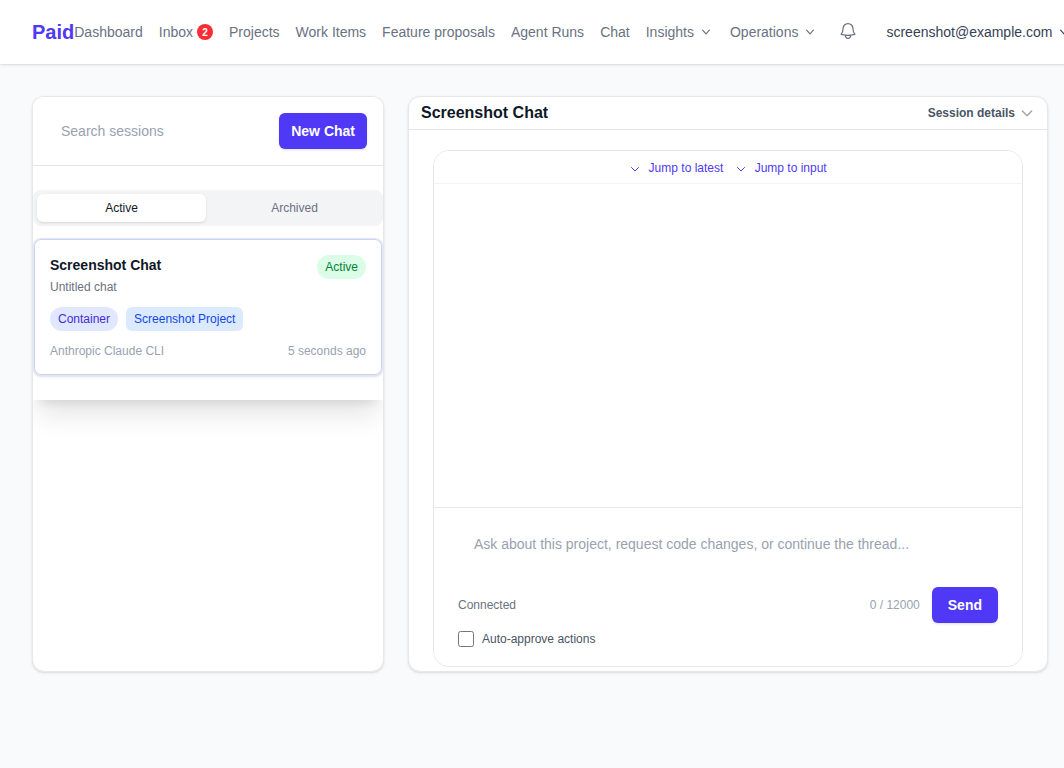 Paid Dashboard Inbox 2 Projects Work Items Feature proposals Agent Runs Chat Insights Operations screenshot@example.com
Search sessions New Chat
Active Archived
Screenshot Chat Active
Untitled chat
Container Screenshot Project
Anthropic Claude CLI 5 seconds ago
Screenshot Chat Session details
Jump to latest Jump to input
Ask about this project, request code changes, or continue the thread...
Connected 0 / 12000 Send
Auto-approve actions